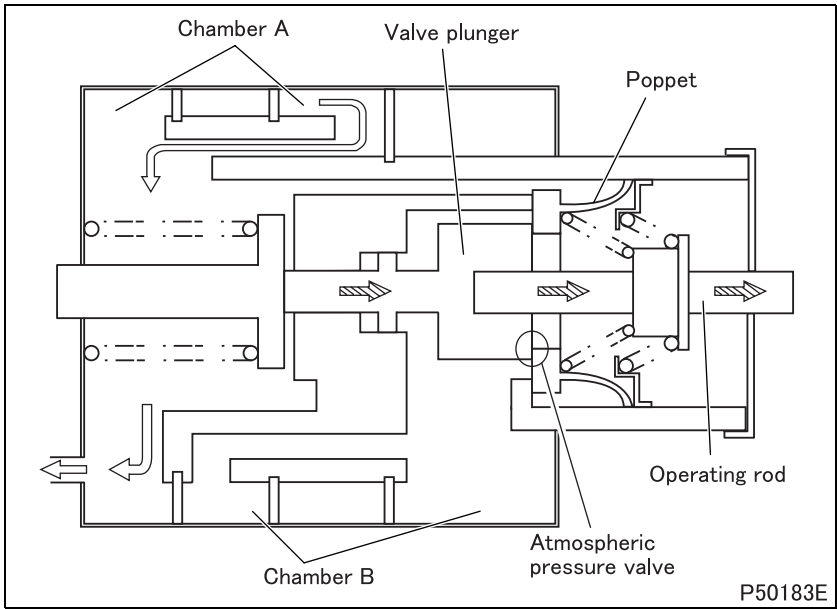 Chamber A
Valve plunger
Poppet
Operating rod
Atmospheric
pressure valve
Chamber B
P50183E